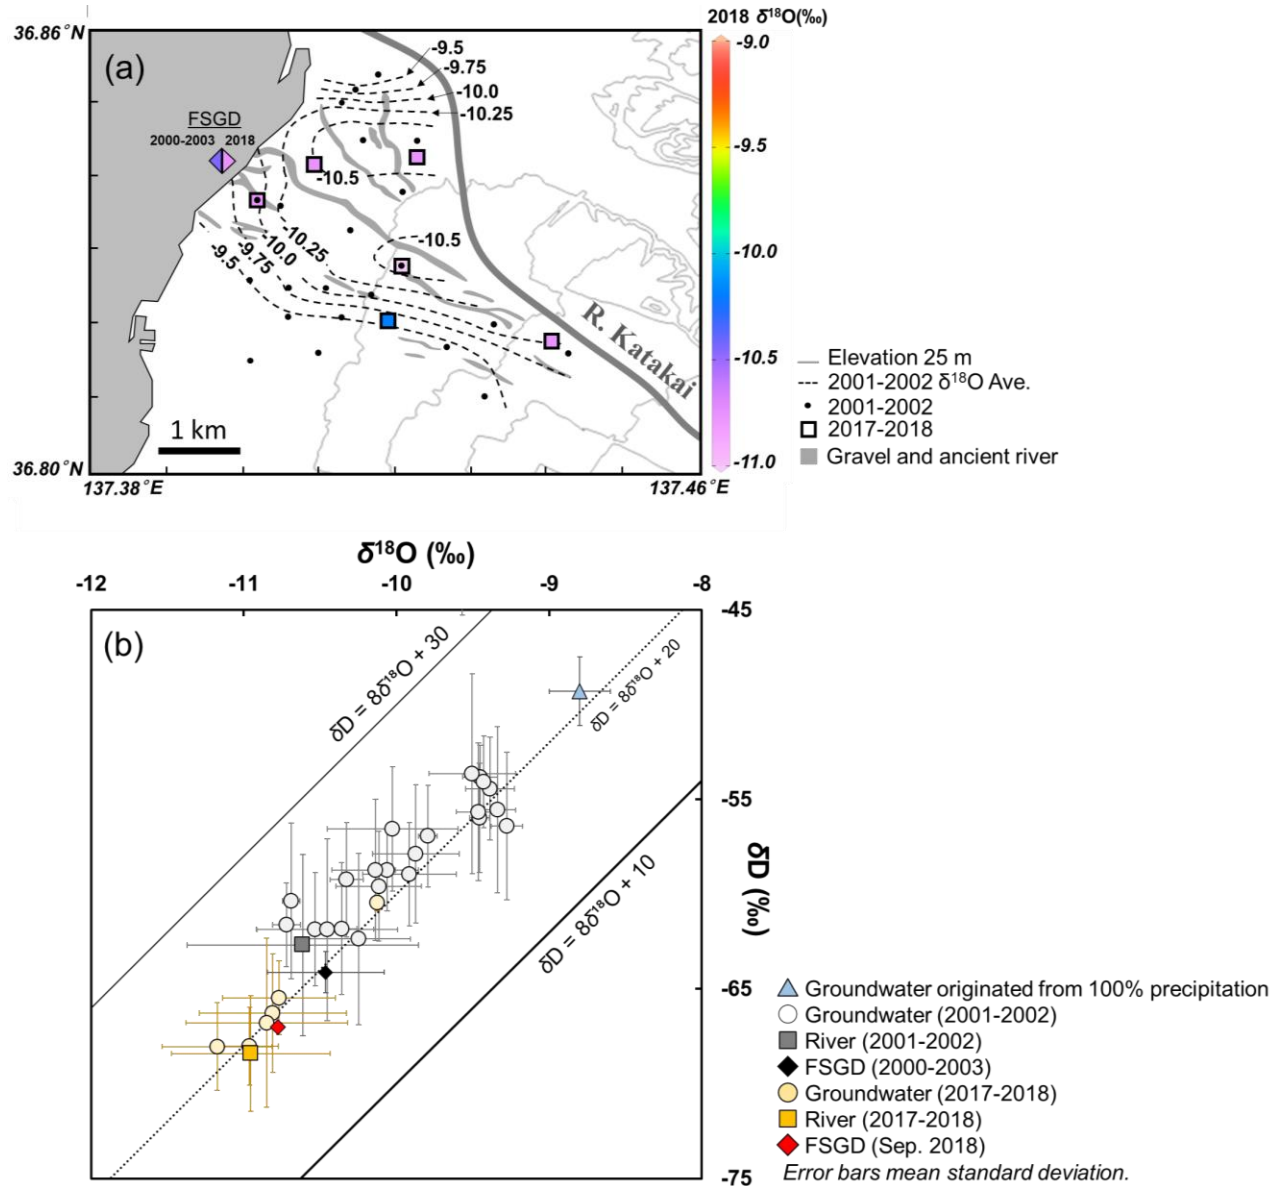 2018 δ¹⁸O(‰)
36.86°N
(a)
-9.5
-9.75
-10.0
-10.25
FSGD
2000-2003 2018
-10.5
-10.5
-10.25
-10.0
-9.75
-9.5
R. Katakai
1 km
36.80°N
137.38°E
137.46°E
-9.0
-9.5
-10.0
-10.5
-11.0
Elevation 25 m
2001-2002 δ¹⁸O Ave.
2001-2002
2017-2018
Gravel and ancient river
δ¹⁸O (‰)
-12 -11 -10 -9 -8
(b)
δD = 8δ¹⁸O + 30
δD = 8δ¹⁸O + 20
δD = 8δ¹⁸O + 10
-45
-55
δD (‰)
-65
-75
Groundwater originated from 100% precipitation
Groundwater (2001-2002)
River (2001-2002)
FSGD (2000-2003)
Groundwater (2017-2018)
River (2017-2018)
FSGD (Sep. 2018)
Error bars mean standard deviation.